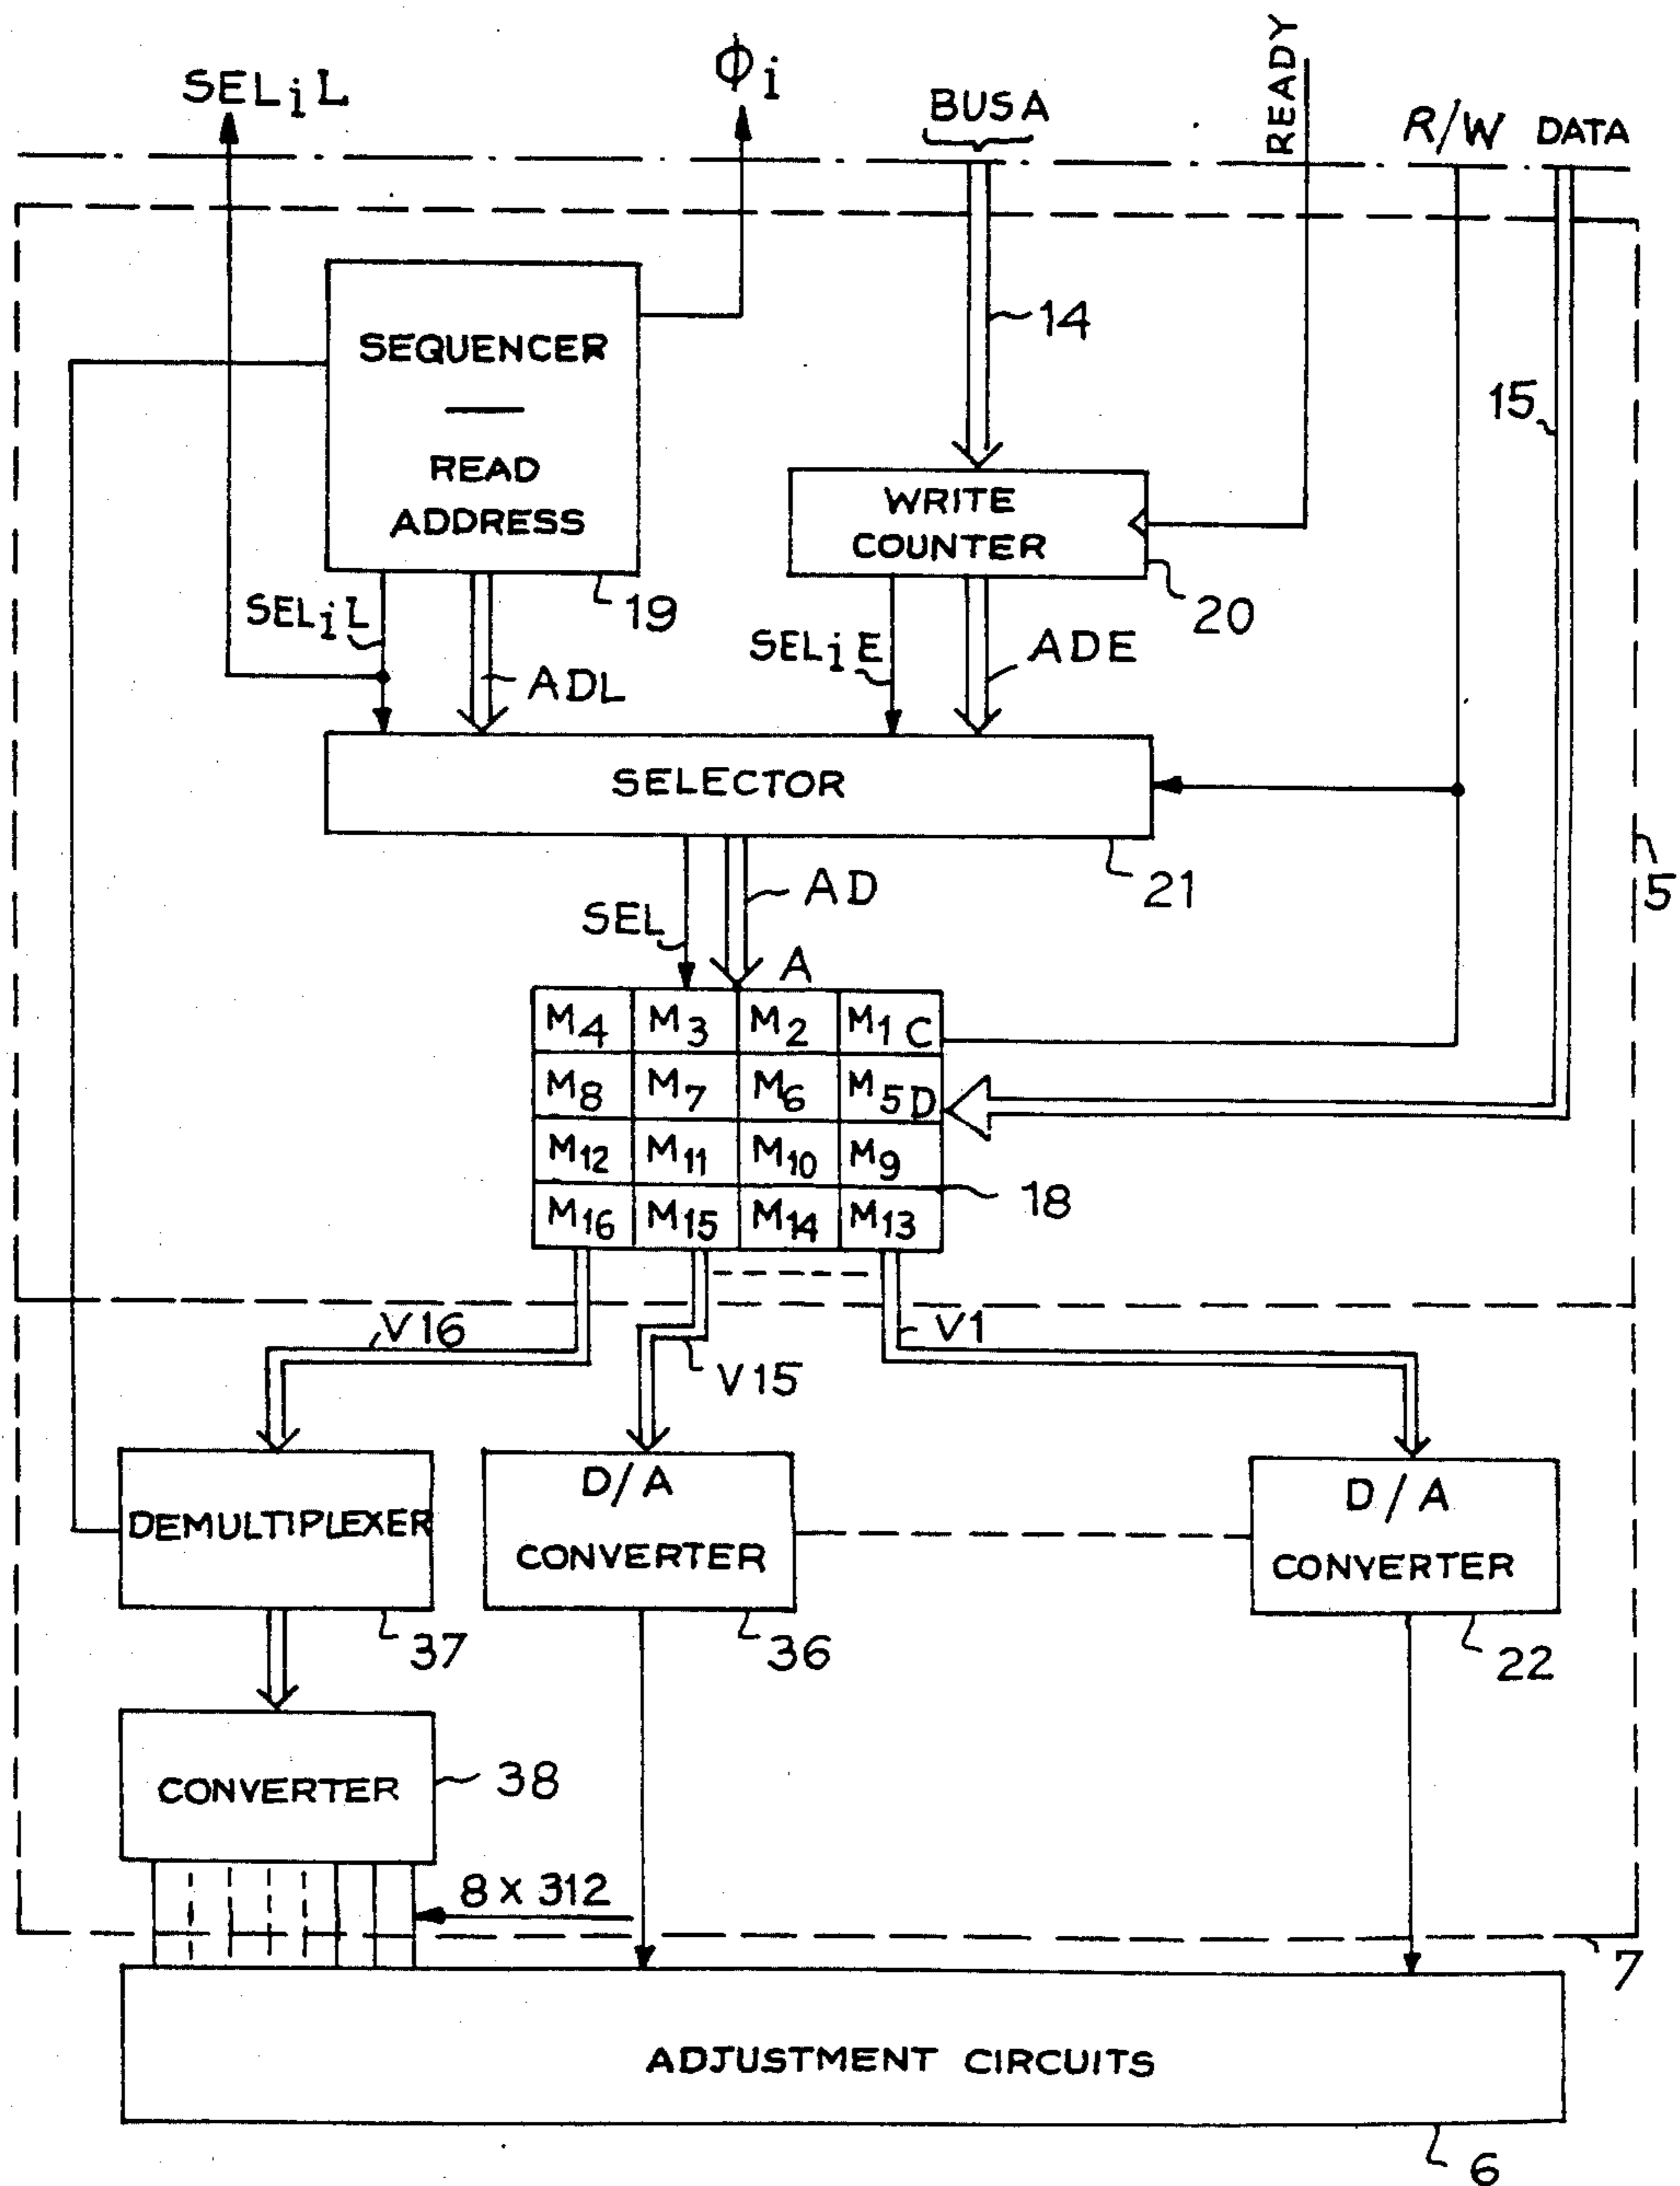 SELiL
Φi
BUSA
READY
R/W
DATA
SEQUENCER
READ
ADDRESS
19
14
15
WRITE
COUNTER
20
SELiL
ADL
SELiE
ADE
SELECTOR
21
5
SEL
AD
A
M4 M3 M2 M1 C
M8 M7 M6 M5 D
M12 M11 M10 M9
M16 M15 M14 M13
18
V16
V15
V1
DEMULTIPLEXER
37
D/A
CONVERTER
36
D/A
CONVERTER
22
CONVERTER
38
8 X 312
7
ADJUSTMENT CIRCUITS
6